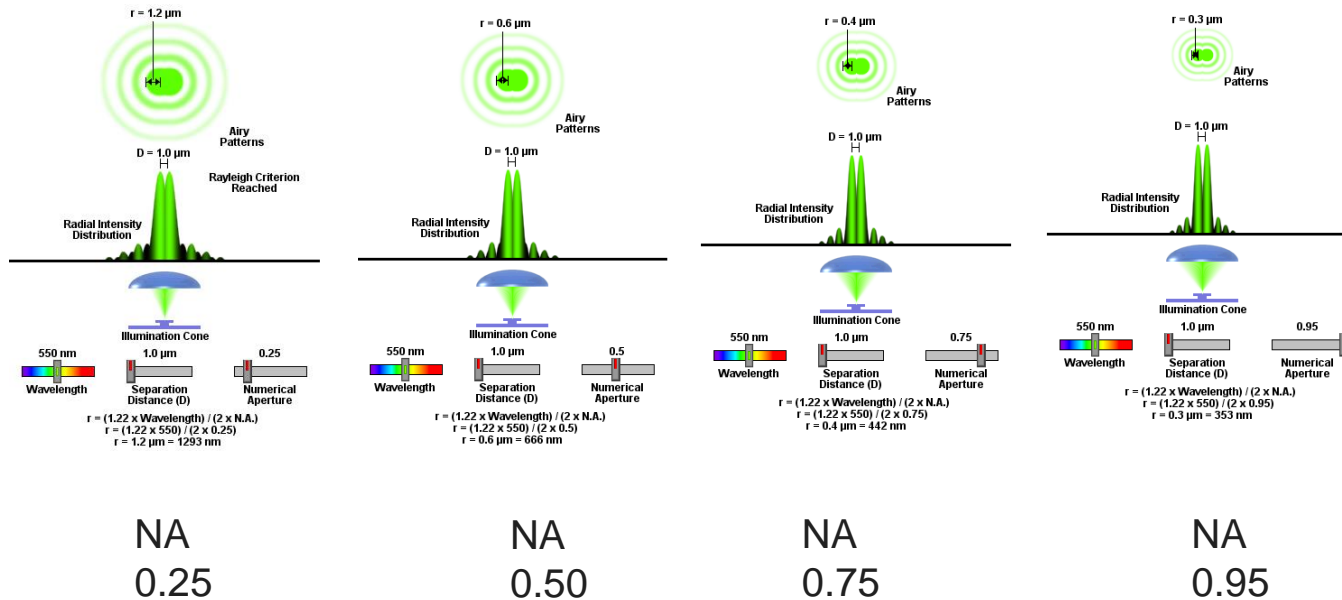 r = 1.2 µm
Airy
Patterns
D = 1.0 µm
Rayleigh Criterion
Reached
Radial Intensity
Distribution
Illumination Cone
550 nm
1.0 µm
0.25
Wavelength
Separation
Distance (D)
Numerical
Aperture
r = (1.22 x Wavelength) / (2 x N.A.)
r = (1.22 x 550) / (2 x 0.25)
r = 1.2 µm = 1293 nm
NA
0.25
r = 0.6 µm
Airy
Patterns
D = 1.0 µm
Radial Intensity
Distribution
Illumination Cone
550 nm
1.0 µm
0.5
Wavelength
Separation
Distance (D)
Numerical
Aperture
r = (1.22 x Wavelength) / (2 x N.A.)
r = (1.22 x 550) / (2 x 0.5)
r = 0.6 µm = 666 nm
NA
0.50
r = 0.4 µm
Airy
Patterns
D = 1.0 µm
Radial Intensity
Distribution
Illumination Cone
550 nm
1.0 µm
0.75
Wavelength
Separation
Distance (D)
Numerical
Aperture
r = (1.22 x Wavelength) / (2 x N.A.)
r = (1.22 x 550) / (2 x 0.75)
r = 0.4 µm = 442 nm
NA
0.75
r = 0.3 µm
Airy
Patterns
D = 1.0 µm
Radial Intensity
Distribution
Illumination Cone
550 nm
1.0 µm
0.95
Wavelength
Separation
Distance (D)
Numerical
Aperture
r = (1.22 x Wavelength) / (2 x N.A.)
r = (1.22 x 550) / (2 x 0.95)
r = 0.3 µm = 353 nm
NA
0.95